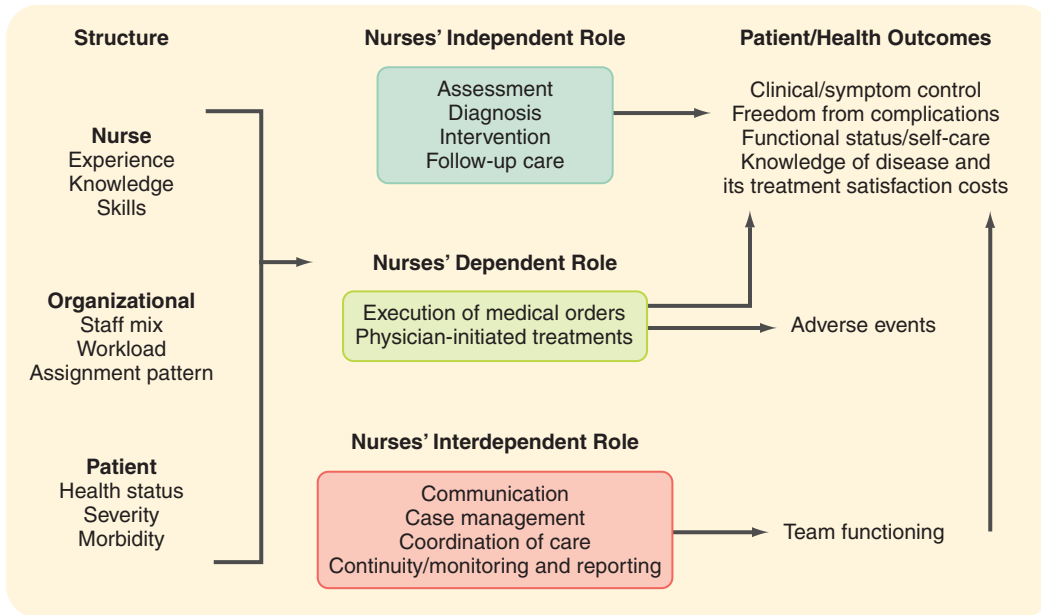 Structure
Nurse
Experience
Knowledge
Skills
Organizational
Staff mix
Workload
Assignment pattern
Patient
Health status
Severity
Morbidity
Nurses’ Independent Role
Assessment
Diagnosis
Intervention
Follow-up care
Nurses’ Dependent Role
Execution of medical orders
Physician-initiated treatments
Nurses’ Interdependent Role
Communication
Case management
Coordination of care
Continuity/monitoring and reporting
Patient/Health Outcomes
Clinical/symptom control
Freedom from complications
Functional status/self-care
Knowledge of disease and
its treatment satisfaction costs
Adverse events
Team functioning